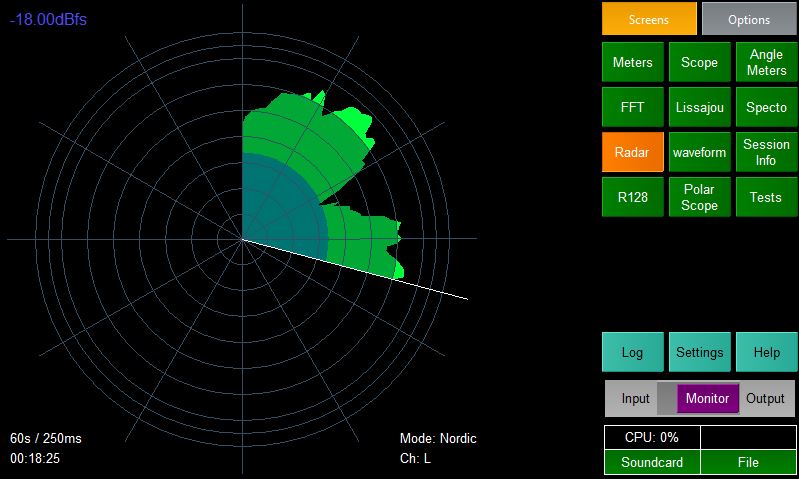 -18.00dBfs
60s / 250ms
00:18:25
Mode: Nordic
Ch: L
Screens
Options
Meters
Scope
Angle
Meters
FFT
Lissajou
Specto
Radar
waveform
Session
Info
R128
Polar
Scope
Tests
Log
Settings
Help
Input
Monitor
Output
CPU: 0%
Soundcard
File